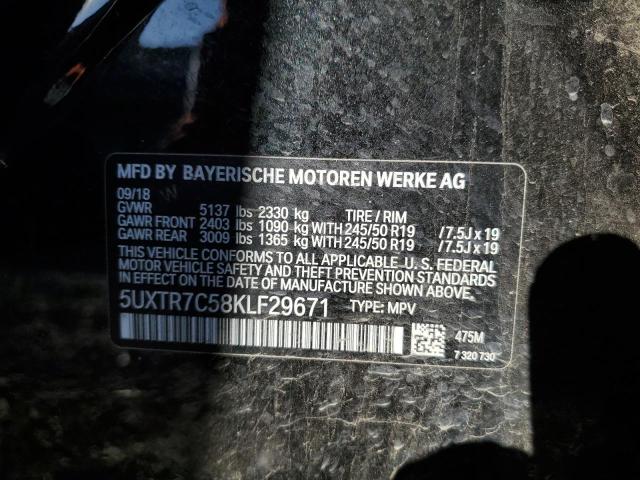 MFD BY BAYERISCHE MOTOREN WERKE AG
09/18
GVWR 5137 lbs 2330 kg TIRE / RIM
GAWR FRONT 2403 lbs 1090 kg WITH 245/50 R19 /7.5J x 19
GAWR REAR 3009 lbs 1365 kg WITH 245/50 R19 /7.5J x 19
THIS VEHICLE CONFORMS TO ALL APPLICABLE U. S. FEDERAL
MOTOR VEHICLE SAFETY, BUMPER, AND THEFT PREVENTION STANDARDS
IN EFFECT ON THE DATE OF MANUFACTURE SHOWN ABOVE.
5UXTR7C58KLF29671 TYPE: MPV
475M
7 320 730